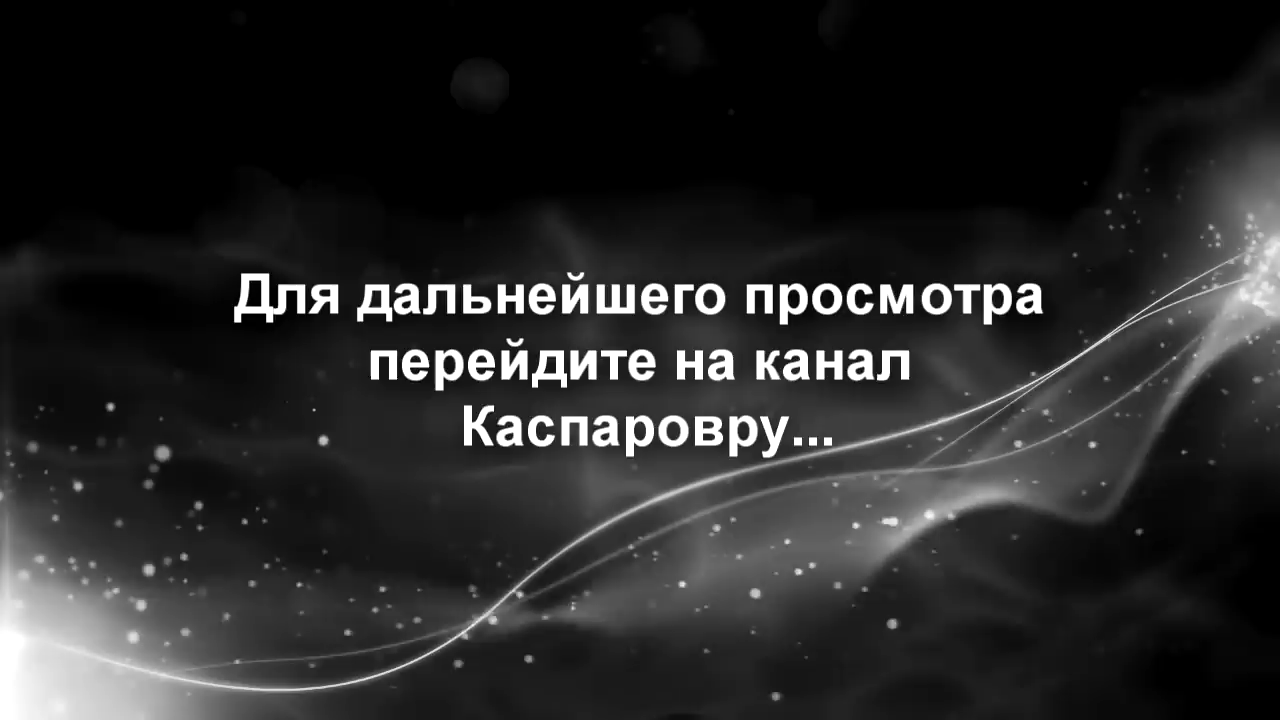 Для дальнейшего просмотра
перейдите на канал
Каспаровру...